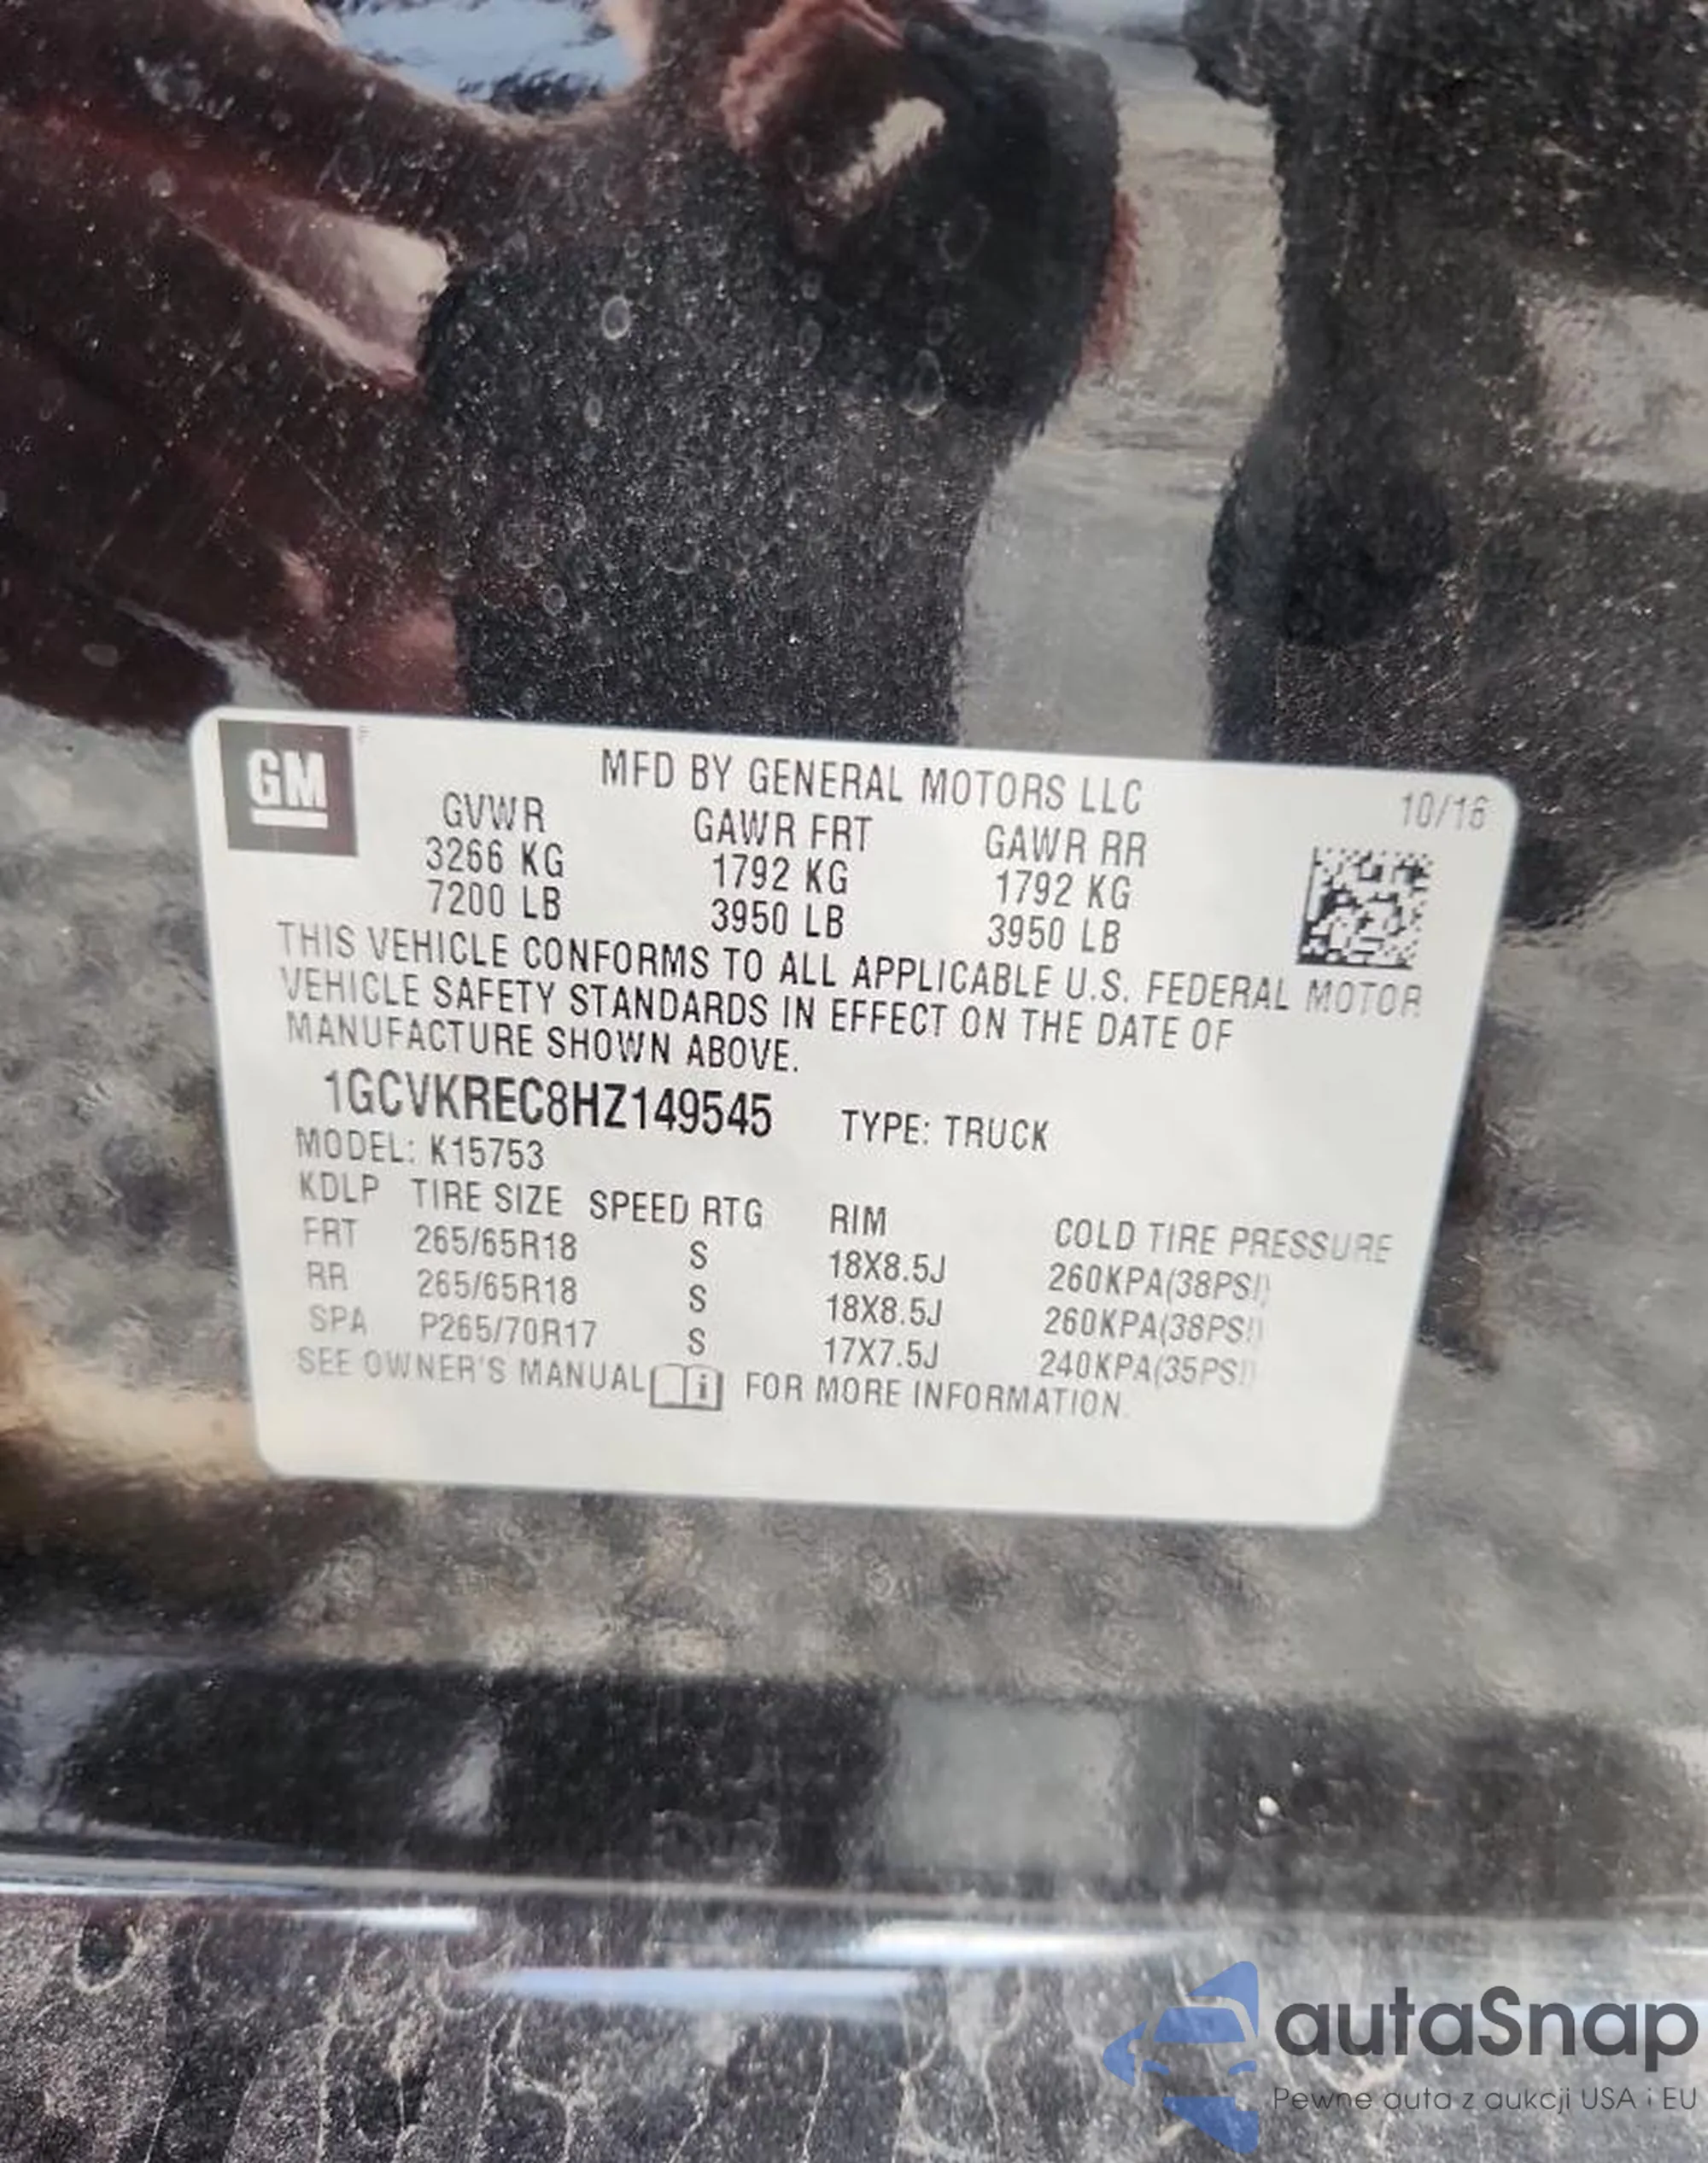 GM
MFD BY GENERAL MOTORS LLC
10/16
GVWR GAWR FRT GAWR RR
3266 KG 1792 KG 1792 KG
7200 LB 3950 LB 3950 LB
THIS VEHICLE CONFORMS TO ALL APPLICABLE U.S. FEDERAL MOTOR
VEHICLE SAFETY STANDARDS IN EFFECT ON THE DATE OF
MANUFACTURE SHOWN ABOVE.
1GCVKREC8HZ149545 TYPE: TRUCK
MODEL: K15753
KDLP TIRE SIZE SPEED RTG RIM COLD TIRE PRESSURE
FRT 265/65R18 S 18X8.5J 260KPA(38PSI)
RR 265/65R18 S 18X8.5J 260KPA(38PSI)
SPA P265/70R17 S 17X7.5J 240KPA(35PSI)
SEE OWNER'S MANUAL i FOR MORE INFORMATION.
autaSnap
Pewne auta z aukcji USA i EU